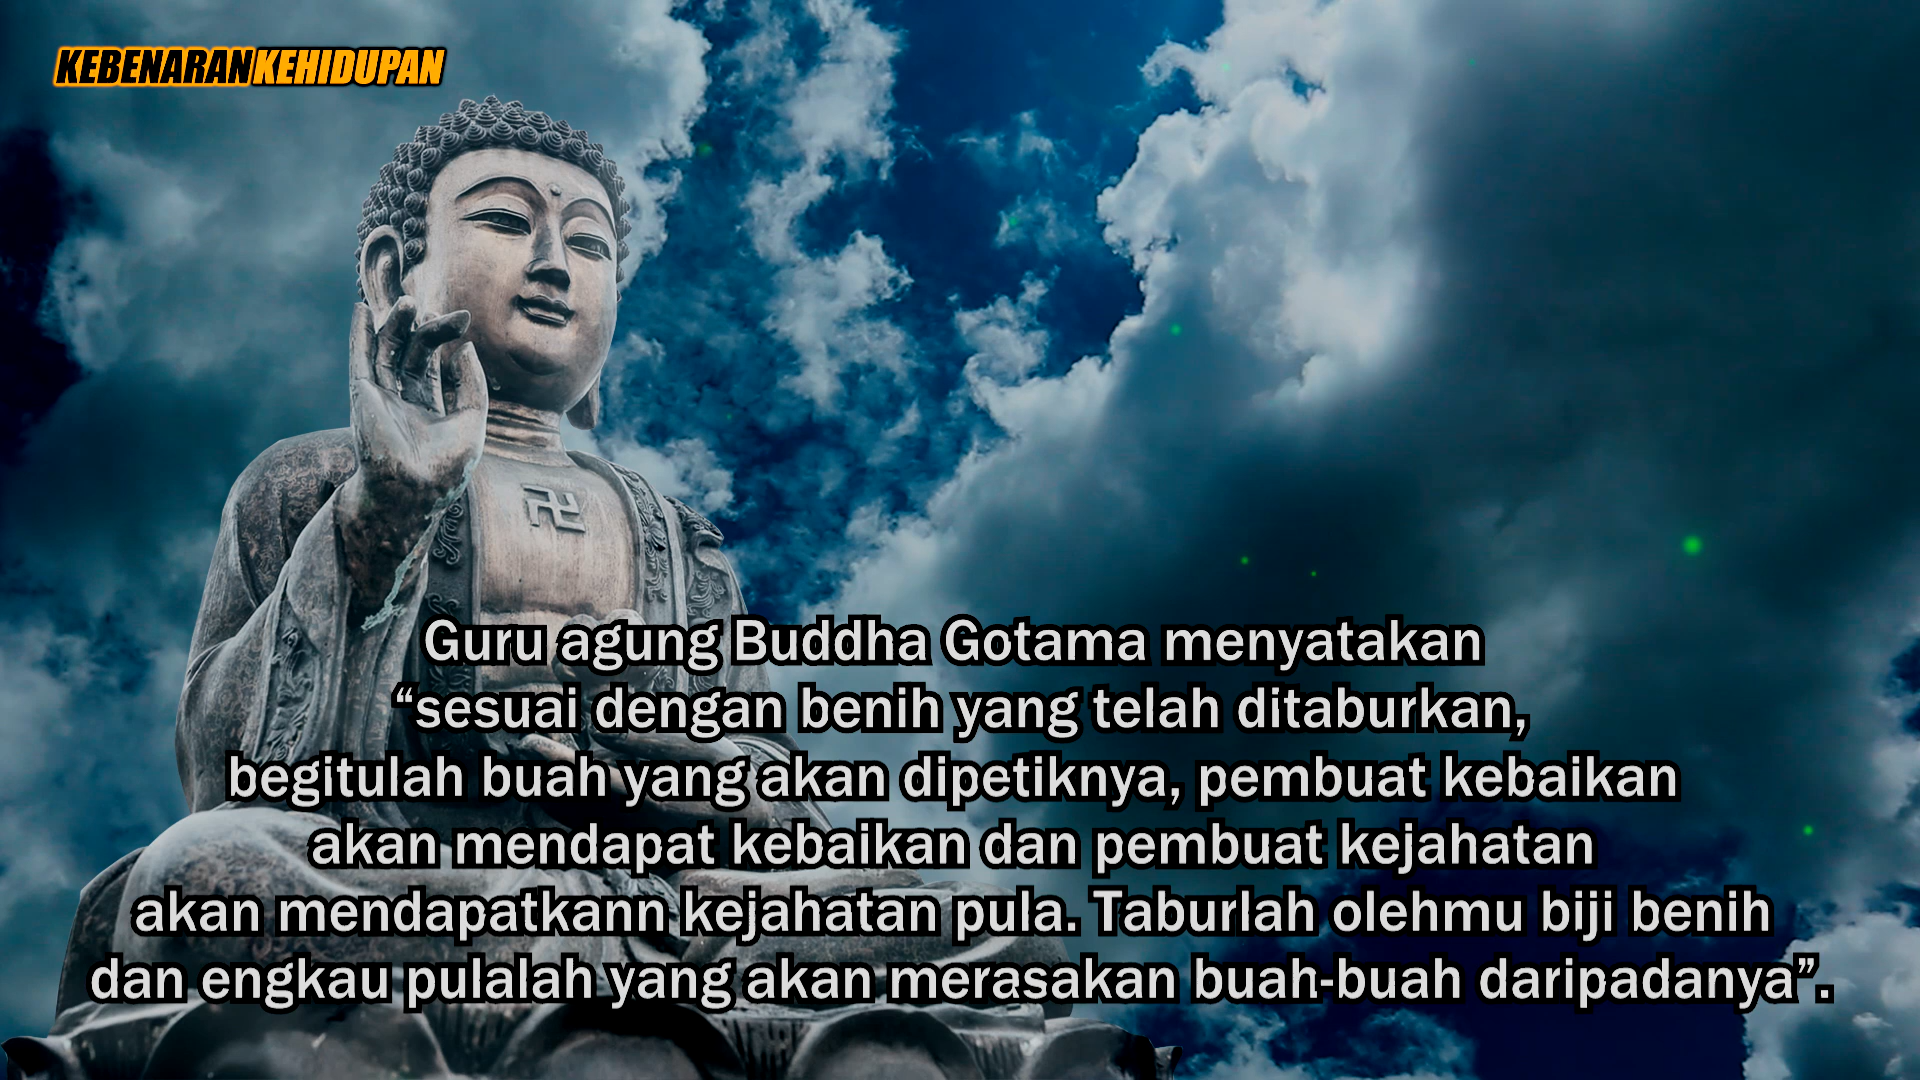 KEBENARANKEHIDUPAN
Guru agung Buddha Gotama menyatakan
“sesuai dengan benih yang telah ditaburkan,
begitulah buah yang akan dipetiknya, pembuat kebaikan
akan mendapat kebaikan dan pembuat kejahatan
akan mendapatkann kejahatan pula. Taburlah olehmu biji benih
dan engkau pulalah yang akan merasakan buah-buah daripadanya”.